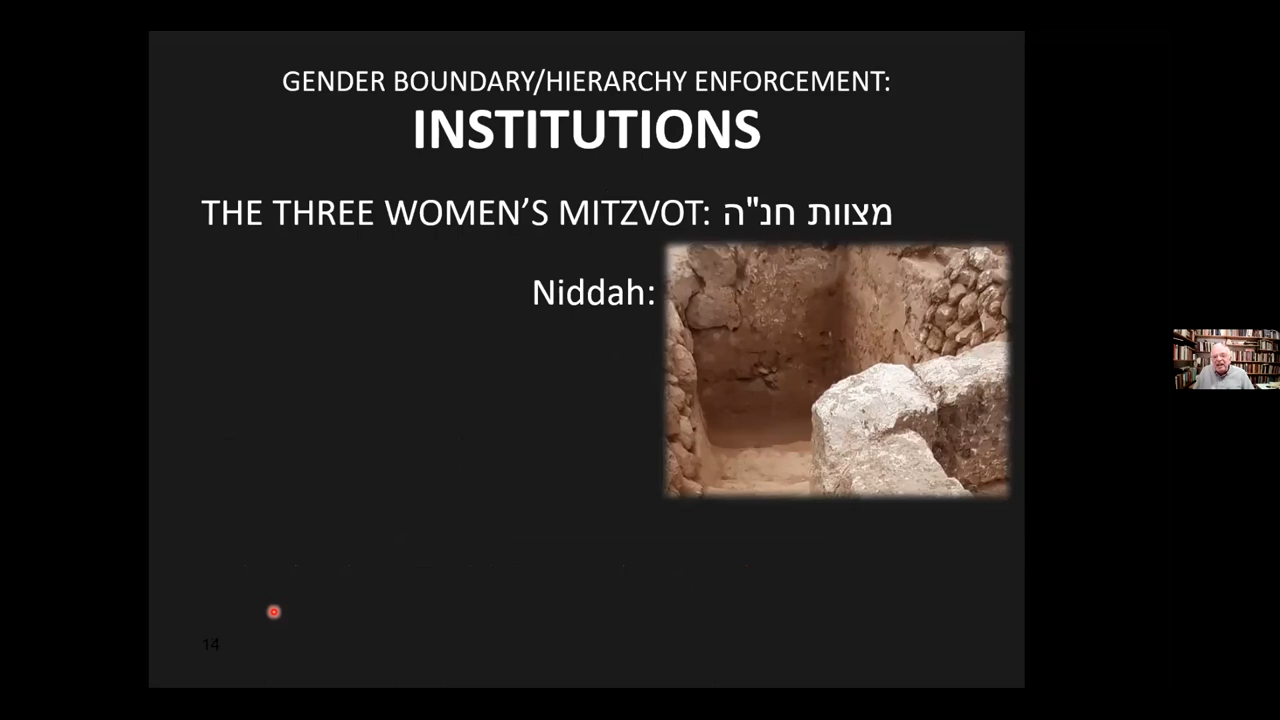 GENDER BOUNDARY/HIERARCHY ENFORCEMENT:
INSTITUTIONS
THE THREE WOMEN’S MITZVOT: מצוות חנ"ה
Niddah:
14